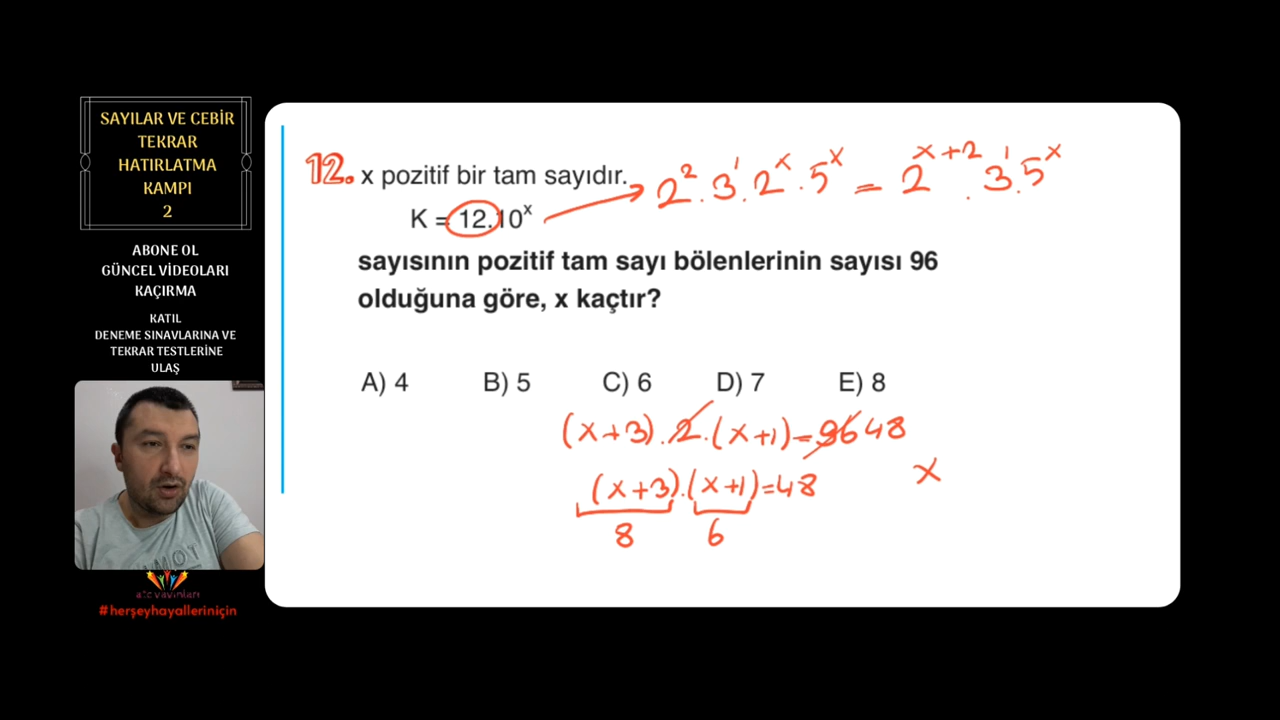 SAYILAR VE CEBİR
TEKRAR
HATIRLATMA
KAMPI
2
ABONE OL
GÜNCEL VİDEOLARI
KAÇIRMA
KATIL
DENEME SINAVLARINA VE
TEKRAR TESTLERİNE
ULAŞ
#herşeyhayalleriniçin
12. x pozitif bir tam sayıdır.
2².3¹.2ˣ.5ˣ = 2ˣ⁺².3¹.5ˣ
K = 12.10ˣ
sayısının pozitif tam sayı bölenlerinin sayısı 96
olduğuna göre, x kaçtır?
A) 4 B) 5 C) 6 D) 7 E) 8
(x+3).2.(x+1)=96 48
(x+3).(x+1)=48 x
8 6